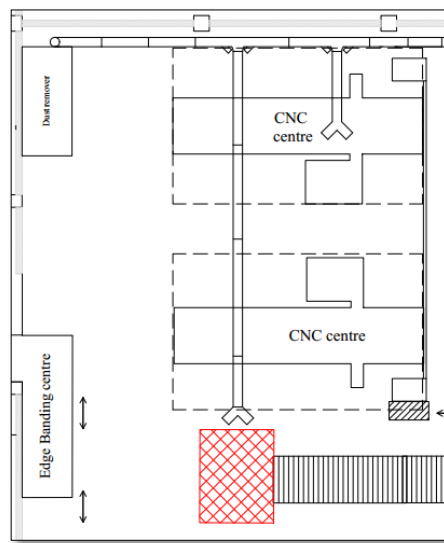 Dust remover
CNC
centre
CNC centre
Edge Banding centre